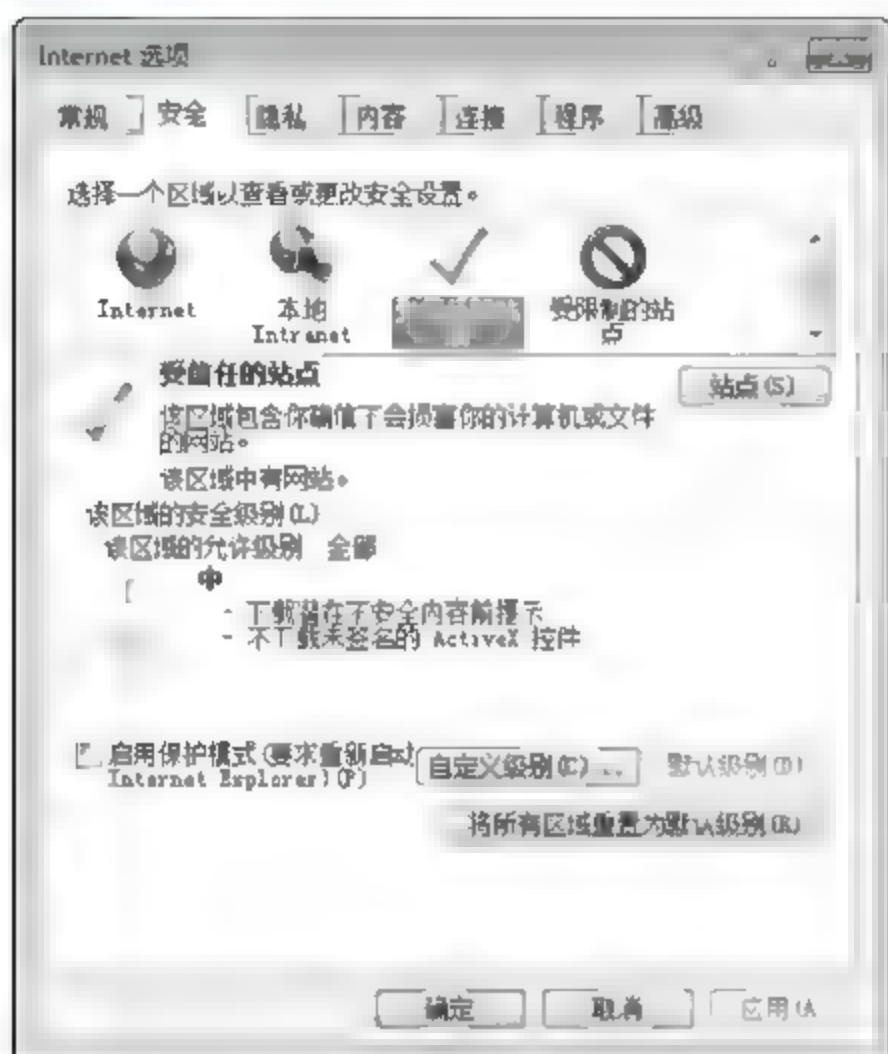 Internet 选项
常规 安全 隐私 内容 连接 程序 高级
选择一个区域以查看或更改安全设置。
Internet 本地 Intranet 受限制的站点
受信任的站点
站点(S)
该区域包含你确信不会损害你的计算机或文件
的网站。
该区域中有网站。
该区域的安全级别(L)
该区域的允许级别 全部
中
- 下载潜在不安全内容前提示
- 不下载未签名的 ActiveX 控件
启用保护模式(要求重新启动
Internet Explorer)(P)
自定义级别(C)... 默认级别(D)
将所有区域重置为默认级别(R)
确定 取消 应用(A